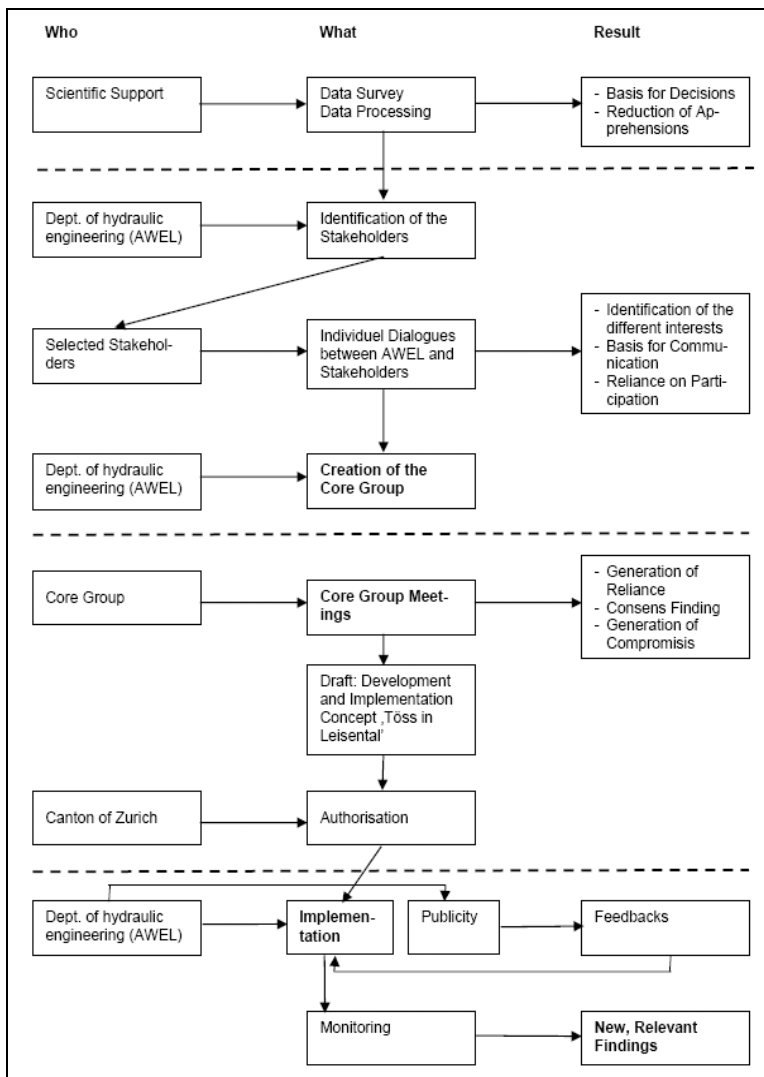 Who
What
Result
Scientific Support
Data Survey
Data Processing
- Basis for Decisions
- Reduction of Ap-
prehensions
Dept. of hydraulic
engineering (AWEL)
Identification of the
Stakeholders
Selected Stakehol-
ders
Individuel Dialogues
between AWEL and
Stakeholders
- Identification of the
different interests
- Basis for Commu-
nication
- Reliance on Parti-
cipation
Dept. of hydraulic
engineering (AWEL)
Creation of the
Core Group
Core Group
Core Group Meet-
ings
- Generation of
Reliance
- Consens Finding
- Generation of
Compromisis
Draft: Development
and Implementation
Concept ‚Töss in
Leisental’
Canton of Zurich
Authorisation
Dept. of hydraulic
engineering (AWEL)
Implemen-
tation
Publicity
Feedbacks
Monitoring
New, Relevant
Findings